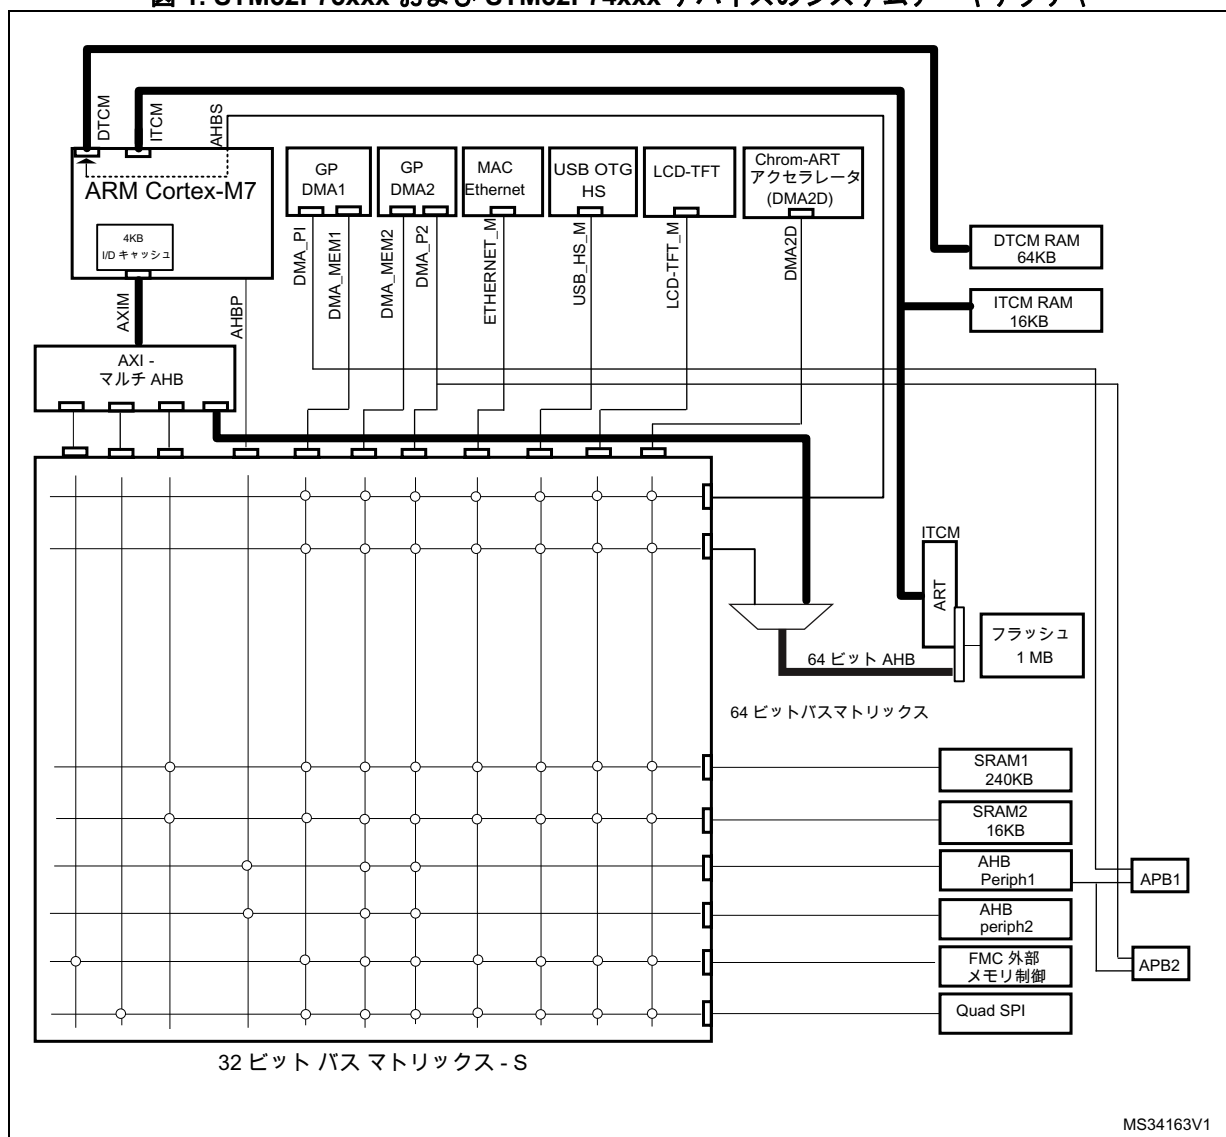 DTCM
ITCM
AHBS
ARM Cortex-M7
4KB
I/D キャッシュ
GP
DMA1
GP
DMA2
MAC
Ethernet
USB OTG
HS
LCD-TFT
Chrom-ART
アクセラレータ
(DMA2D)
AXIM
AHBP
DMA_PI
DMA_MEM1
DMA_MEM2
DMA_P2
ETHERNET_M
USB_HS_M
LCD-TFT_M
DMA2D
DTCM RAM
64KB
ITCM RAM
16KB
AXI -
マルチ AHB
ITCM
ART
フラッシュ
1 MB
64 ビット AHB
64 ビットバスマトリックス
SRAM1
240KB
SRAM2
16KB
AHB
Periph1
APB1
AHB
periph2
FMC 外部
メモリ制御
APB2
Quad SPI
32 ビット バス マトリックス - S
MS34163V1